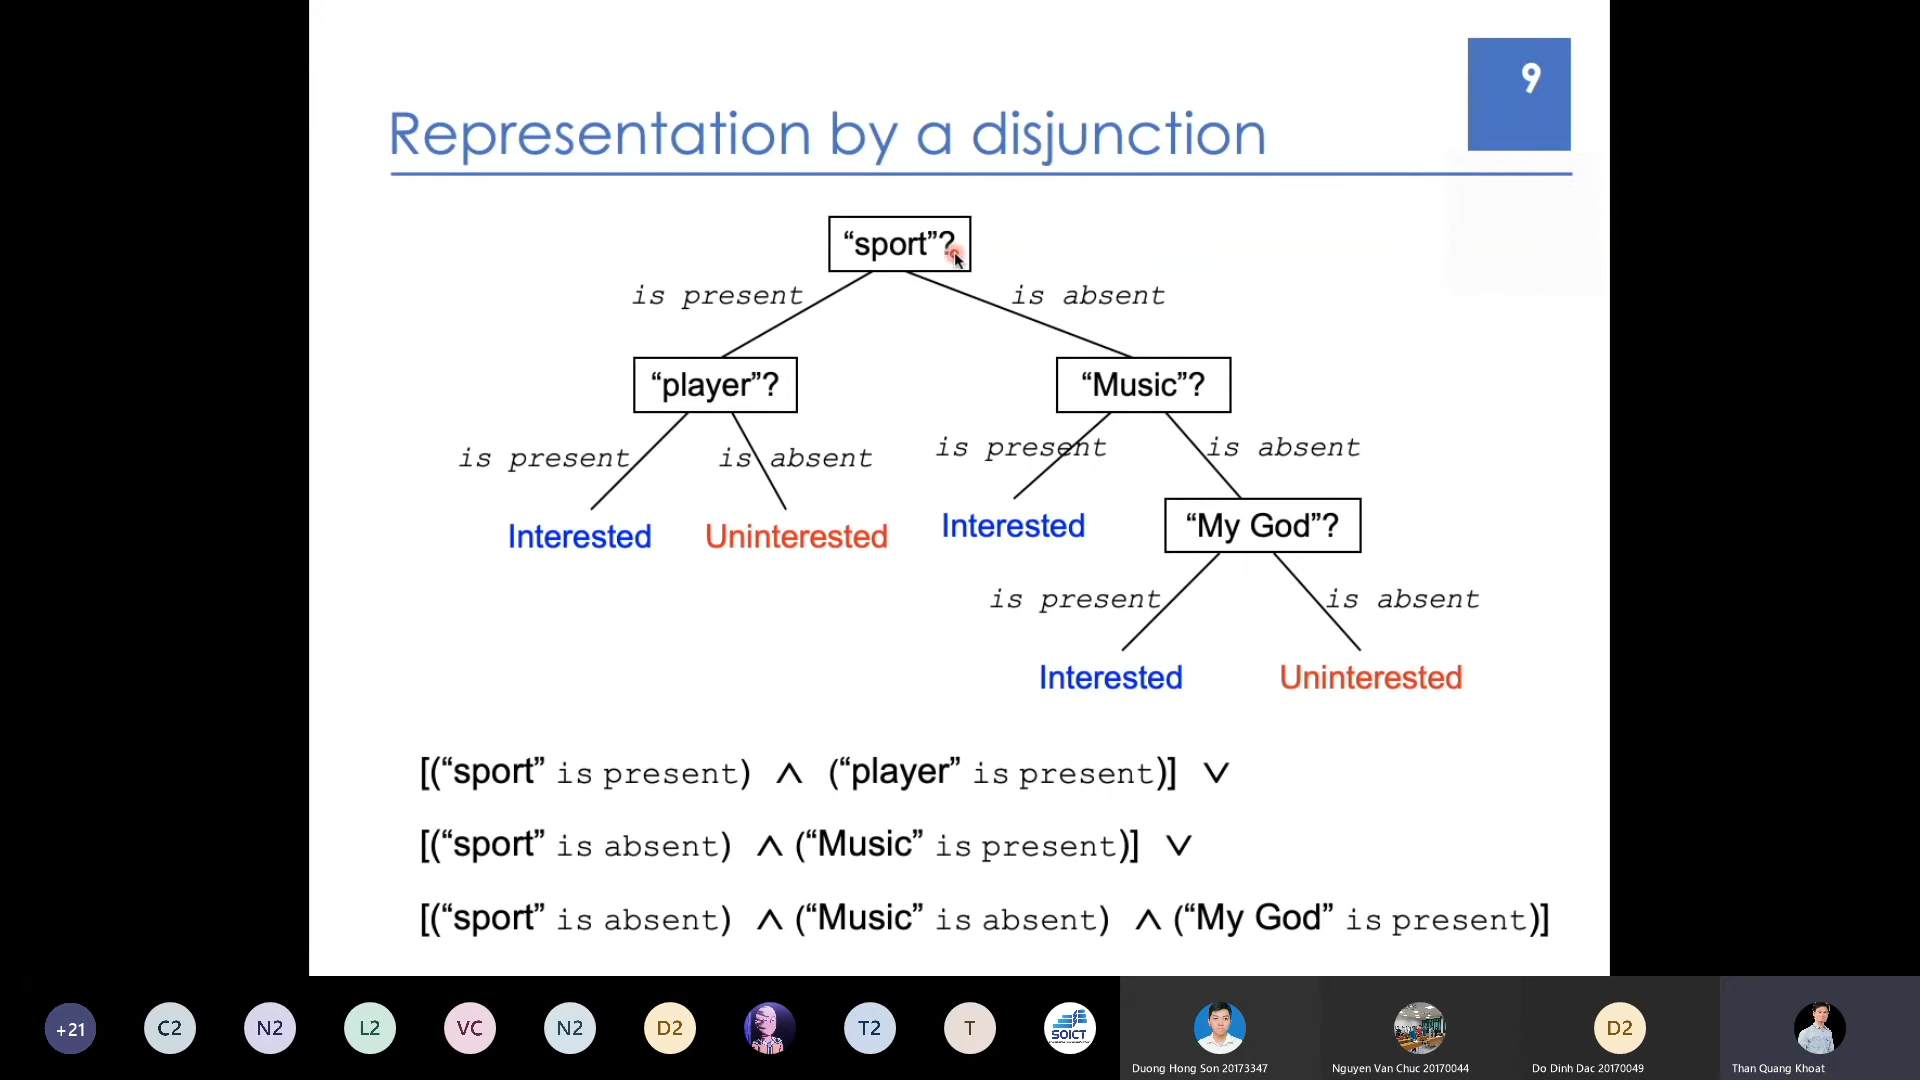 9
Representation by a disjunction
“sport”?
is present
is absent
“player”?
“Music”?
is present
is absent
is present
is absent
Interested
Uninterested
Interested
“My God”?
is present
is absent
Interested
Uninterested
[(“sport” is present) ∧ (“player” is present)] ∨
[(“sport” is absent) ∧ (“Music” is present)] ∨
[(“sport” is absent) ∧ (“Music” is absent) ∧ (“My God” is present)]
+21
C2
N2
L2
VC
N2
D2
T2
T
SOICT
D2
Duong Hong Son 20173347
Nguyen Van Chuc 20170044
Do Dinh Dac 20170049
Than Quang Khoat